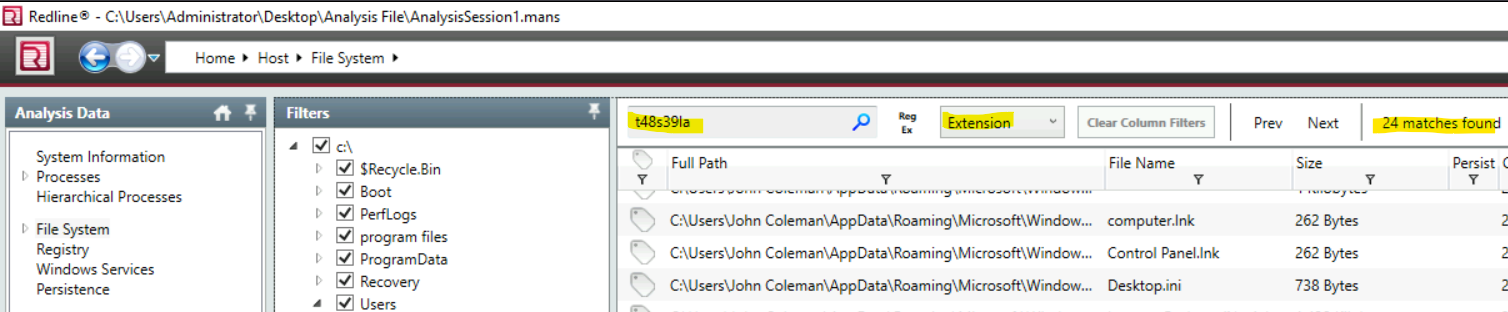 Redline® - C:\Users\Administrator\Desktop\Analysis File\AnalysisSession1.mans
Home Host File System
Analysis Data
System Information
Processes
Hierarchical Processes
File System
Registry
Windows Services
Persistence
Filters
c:\
$Recycle.Bin
Boot
PerfLogs
program files
ProgramData
Recovery
Users
t48s39la Reg Ex Extension Clear Column Filters Prev Next 24 matches found
Full Path File Name Size Persist
C:\Users\John Coleman\AppData\Roaming\Microsoft\Window... computer.lnk 262 Bytes
C:\Users\John Coleman\AppData\Roaming\Microsoft\Window... Control Panel.lnk 262 Bytes
C:\Users\John Coleman\AppData\Roaming\Microsoft\Window... Desktop.ini 738 Bytes